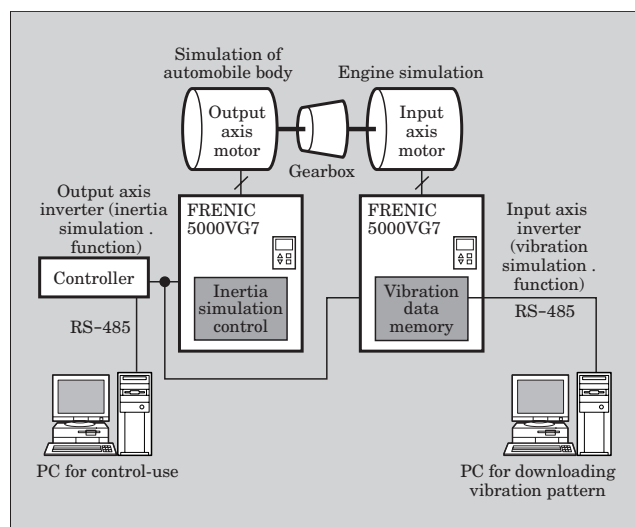 Simulation of
automobile body
Engine simulation
Output
axis
motor
Input
axis
motor
Gearbox
Output axis
inverter (inertia
simulation .
function)
FRENIC
5000VG7
FRENIC
5000VG7
Input axis
inverter
(vibration
simulation .
function)
Controller
Inertia
simulation
control
Vibration
data
memory
RS-485
RS-485
PC for control-use
PC for downloading
vibration pattern